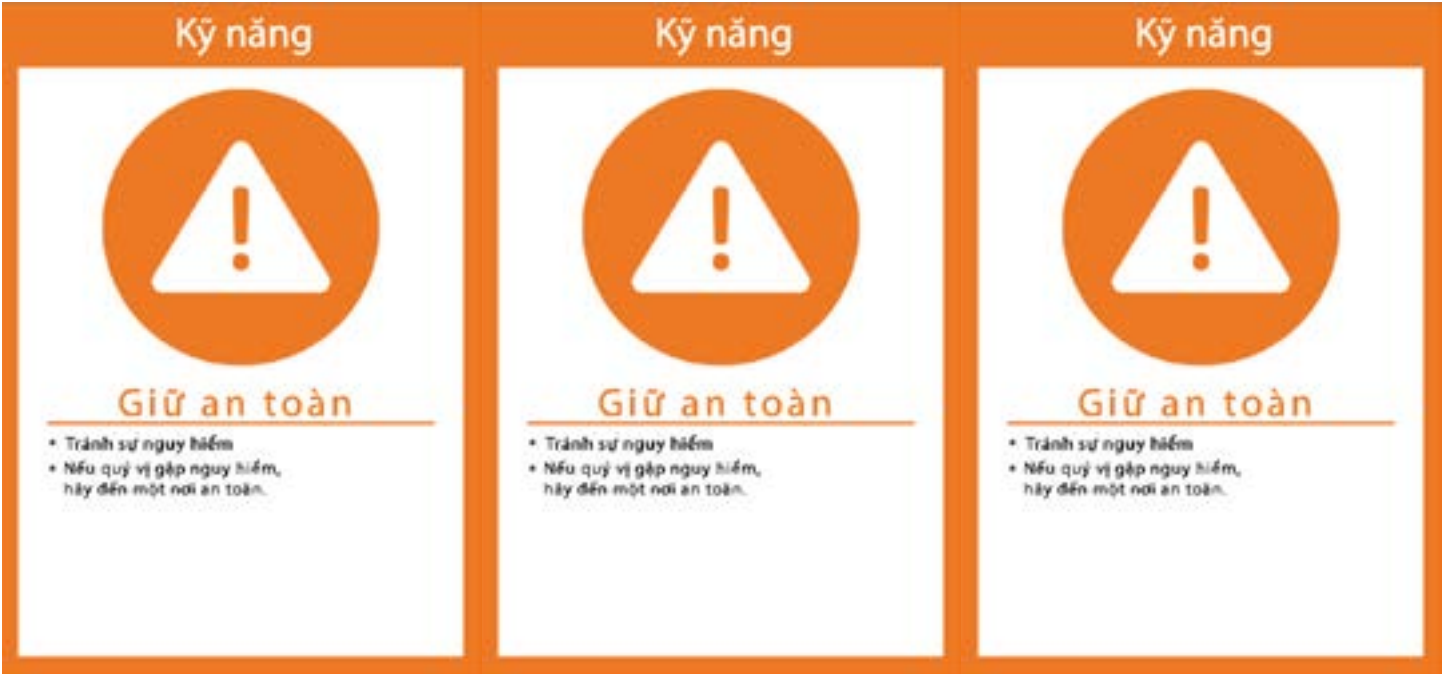 Kỹ năng
Giữ an toàn
• Tránh sự nguy hiểm
• Nếu quý vị gặp nguy hiểm,
hãy đến một nơi an toàn.
Kỹ năng
Giữ an toàn
• Tránh sự nguy hiểm
• Nếu quý vị gặp nguy hiểm,
hãy đến một nơi an toàn.
Kỹ năng
Giữ an toàn
• Tránh sự nguy hiểm
• Nếu quý vị gặp nguy hiểm,
hãy đến một nơi an toàn.